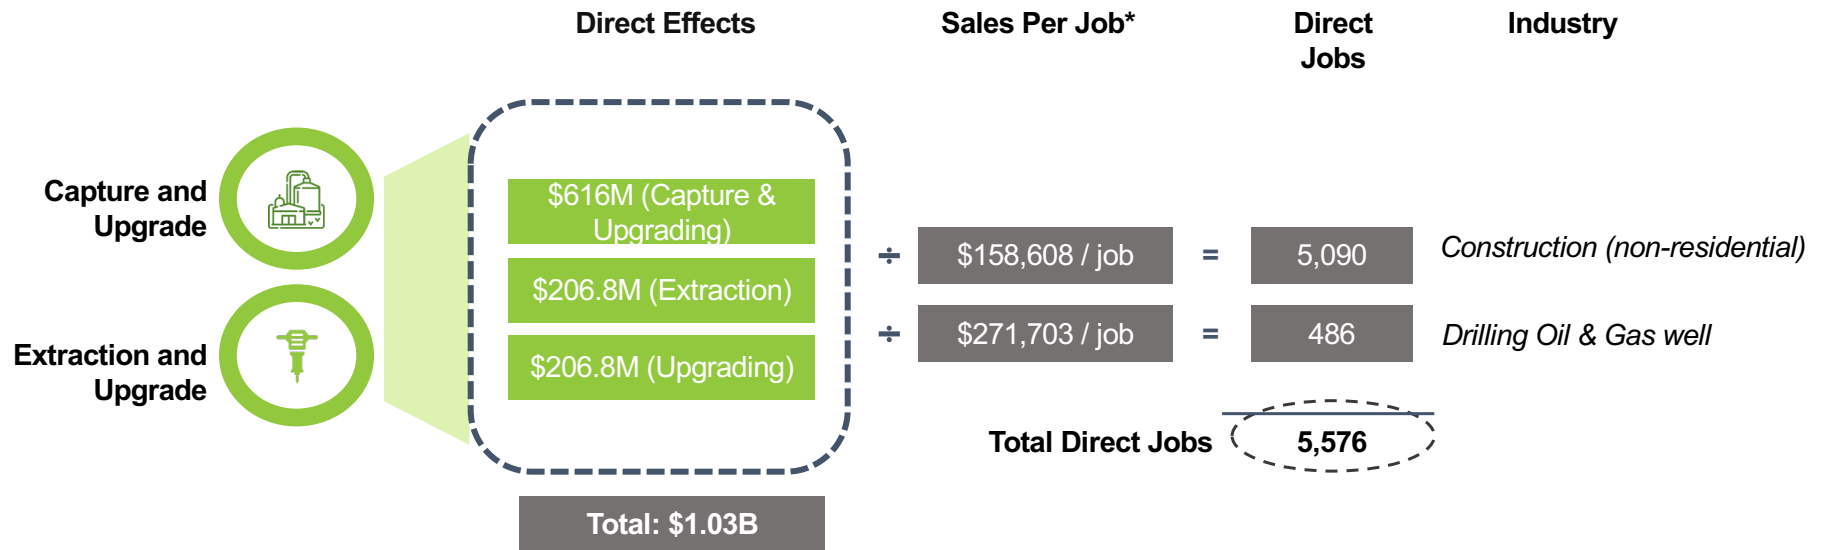 Direct Effects
Sales Per Job*
Direct
Jobs
Industry
Capture and
Upgrade
Extraction and
Upgrade
$616M (Capture &
Upgrading)
$206.8M (Extraction)
$206.8M (Upgrading)
Total: $1.03B
÷
$158,608 / job
=
5,090
Construction (non-residential)
÷
$271,703 / job
=
486
Drilling Oil & Gas well
Total Direct Jobs
5,576